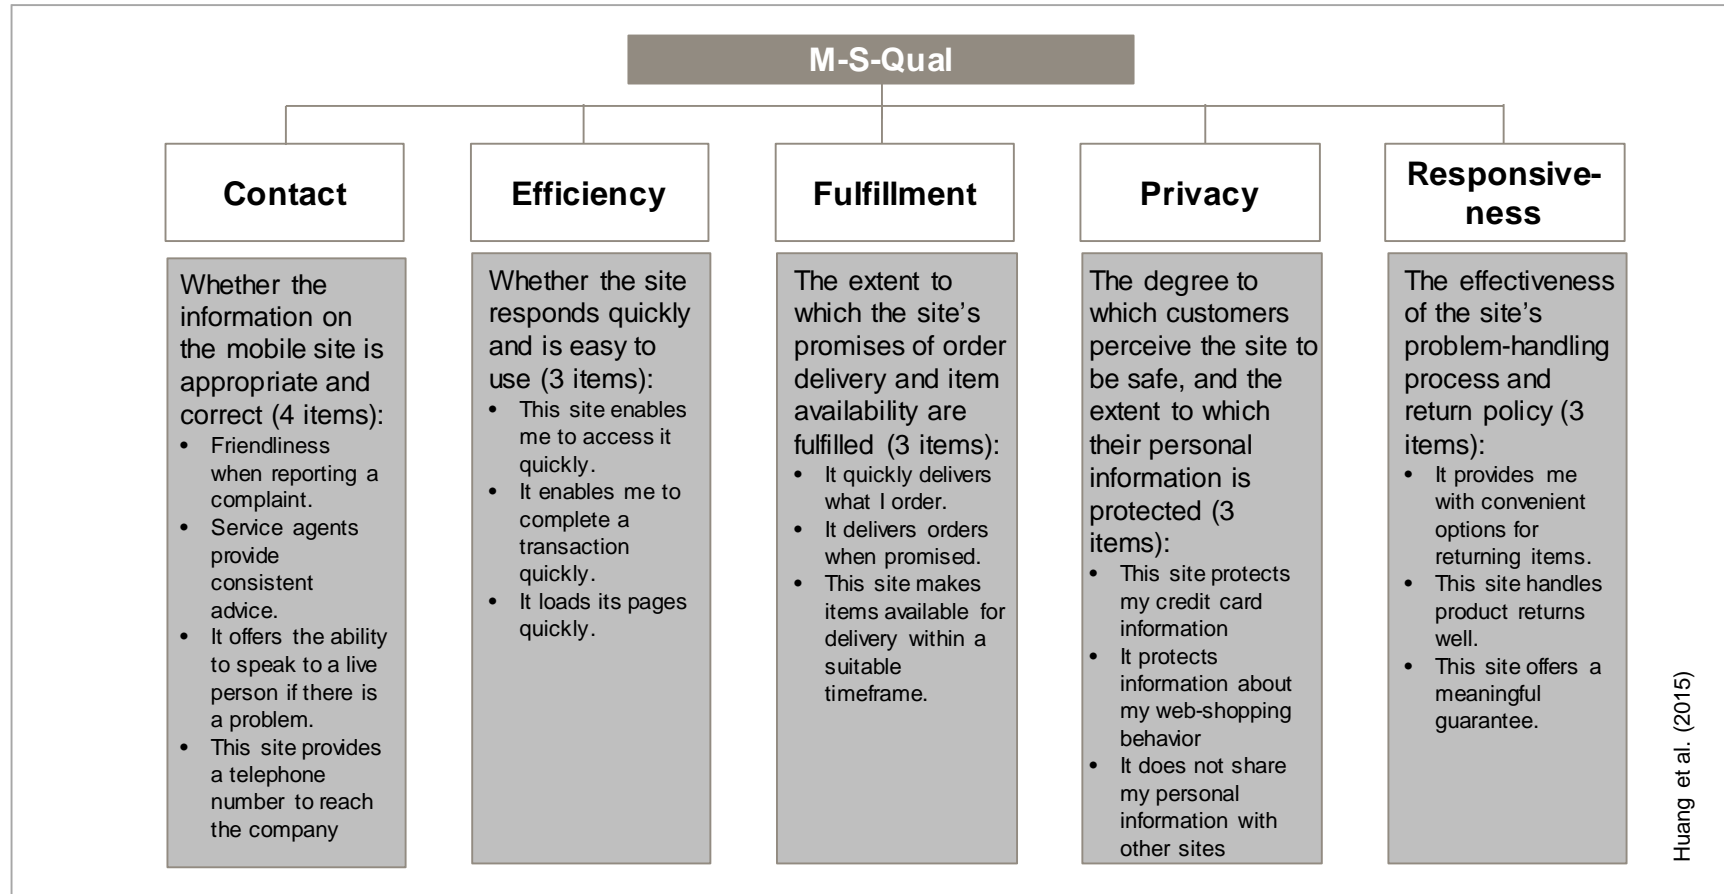 M-S-Qual
Contact
Whether the
information on
the mobile site is
appropriate and
correct (4 items):
• Friendliness
when reporting a
complaint.
• Service agents
provide
consistent
advice.
• It offers the ability
to speak to a live
person if there is
a problem.
• This site provides
a telephone
number to reach
the company
Efficiency
Whether the site
responds quickly
and is easy to
use (3 items):
• This site enables
me to access it
quickly.
• It enables me to
complete a
transaction
quickly.
• It loads its pages
quickly.
Fulfillment
The extent to
which the site’s
promises of order
delivery and item
availability are
fulfilled (3 items):
• It quickly delivers
what I order.
• It delivers orders
when promised.
• This site makes
items available for
delivery within a
suitable
timeframe.
Privacy
The degree to
which customers
perceive the site to
be safe, and the
extent to which
their personal
information is
protected (3
items):
• This site protects
my credit card
information
• It protects
information about
my web-shopping
behavior
• It does not share
my personal
information with
other sites
Responsive-
ness
The effectiveness
of the site’s
problem-handling
process and
return policy (3
items):
• It provides me
with convenient
options for
returning items.
• This site handles
product returns
well.
• This site offers a
meaningful
guarantee.
Huang et al. (2015)